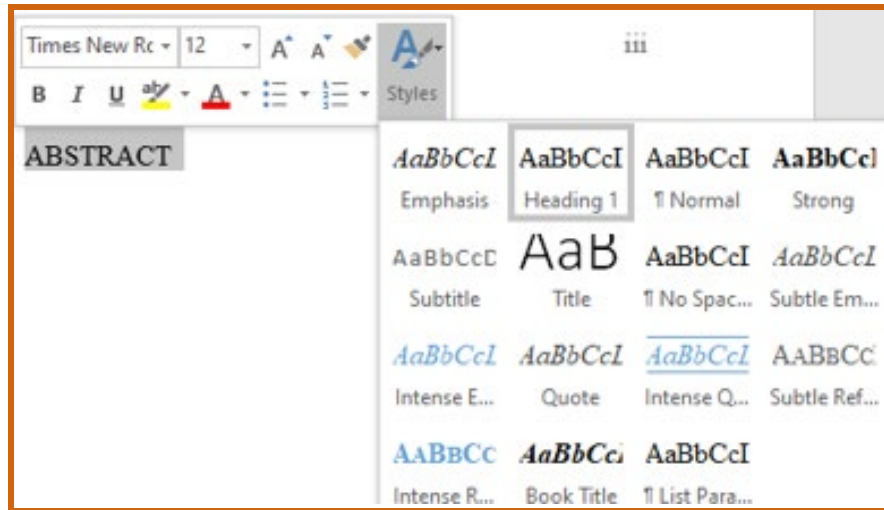 Times New Rc 12 A A A
iii
B I U aby A Styles
ABSTRACT
AaBbCcI AaBbCcI AaBbCcI AaBbCcl
Emphasis Heading 1 ¶ Normal Strong
AaBbCcD AaB AaBbCcI AaBbCcI
Subtitle Title ¶ No Spac... Subtle Em...
AaBbCcI AaBbCcI AaBbCcI AABBCC
Intense E... Quote Intense Q... Subtle Ref...
AABBCC AaBbCcI AaBbCcI
Intense R... Book Title ¶ List Para...